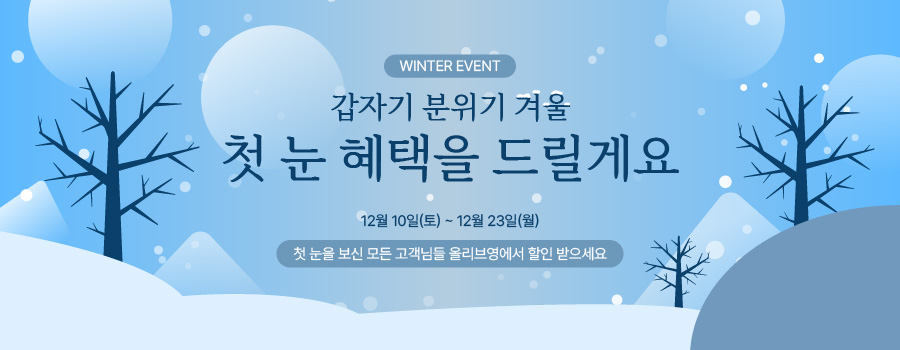 WINTER EVENT
갑자기 분위기 겨울
첫 눈 혜택을 드릴게요
12월 10일(토) ~ 12월 23일(월)
첫 눈을 보신 모든 고객님들 올리브영에서 할인 받으세요